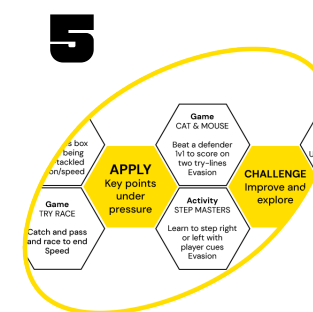 5
box
being
tackled
on/speed
Game
TRY RACE
Catch and pass
and race to end
Speed
APPLY
Key points
under
pressure
Game
CAT & MOUSE
Beat a defender
1v1 to score on
two try-lines
Evasion
Activity
STEP MASTERS
Learn to step right
or left with
player cues
Evasion
CHALLENGE
Improve and
explore